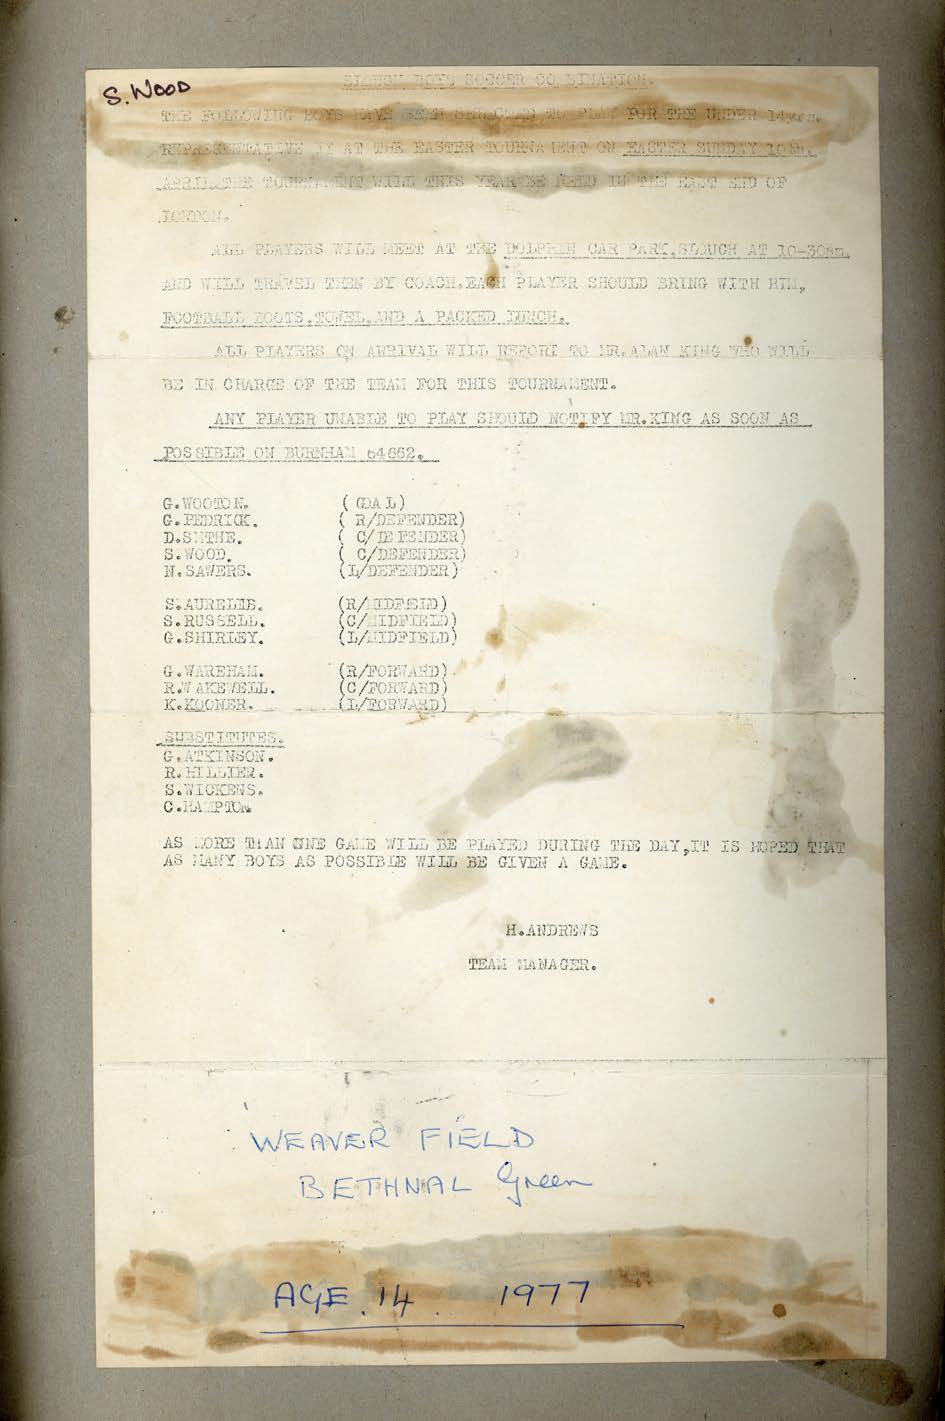 S. WOOD
SLOUGH BOYS SOCCER COMBINATION.
THE FOLLOWING BOYS HAVE BEEN SELECTED TO PLAY FOR THE UNDER 14yrs.
REPRESENTATIVE XI AT THE EASTER TOURNAMENT ON EASTER SUNDAY 10th.
APRIL.THE TOURNAMENT WILL THIS YEAR BE HELD IN THE EAST END OF
LONDON.
ALL PLAYERS WILL MEET AT THE DOLPHIN CAR PARK.SLOUGH AT 10-30am.
AND WILL TRAVEL THEN BY COACH.EACH PLAYER SHOULD BRING WITH HIM,
FOOTBALL BOOTS.TOWEL.AND A PACKED LUNCH.
ALL PLAYERS ON ARRIVAL WILL REPORT TO MR.ALAN KING WHO WILL
BE IN CHARGE OF THE TEAM FOR THIS TOURNAMENT.
ANY PLAYER UNABLE TO PLAY SHOULD NOTIFY MR.KING AS SOON AS
POSSIBLE ON BURNHAM 64662.
G.WOOTON. (GOAL)
G.PEDRICK. ( R/DEFENDER)
D.SMTHE. ( C/DEFENDER)
S.WOOD. ( C/DEFENDER)
N.SAWERS. (L/DEFENDER)
S.AURELIE. (R/MIDFEID)
S.RUSSELL. (C/MIDFIELD)
G.SHIRLEY. (L/MIDFIELD)
G.WAREHAM. (R/FORWARD)
R.WAKEWELL. (C/FORWARD)
K.KOONER. (L/FORWARD)
SUBSTITUTES.
G.ATKINSON.
R.HILLIER.
S.WICKENS.
C.HAMPTON.
AS MORE THAN ONE GAME WILL BE PLAYED DURING THE DAY,IT IS HOPED THAT
AS MANY BOYS AS POSSIBLE WILL BE GIVEN A GAME.
H.ANDREWS
TEAM MANAGER.
WEAVER FIELD
BETHNAL Green
AGE.14. 1977